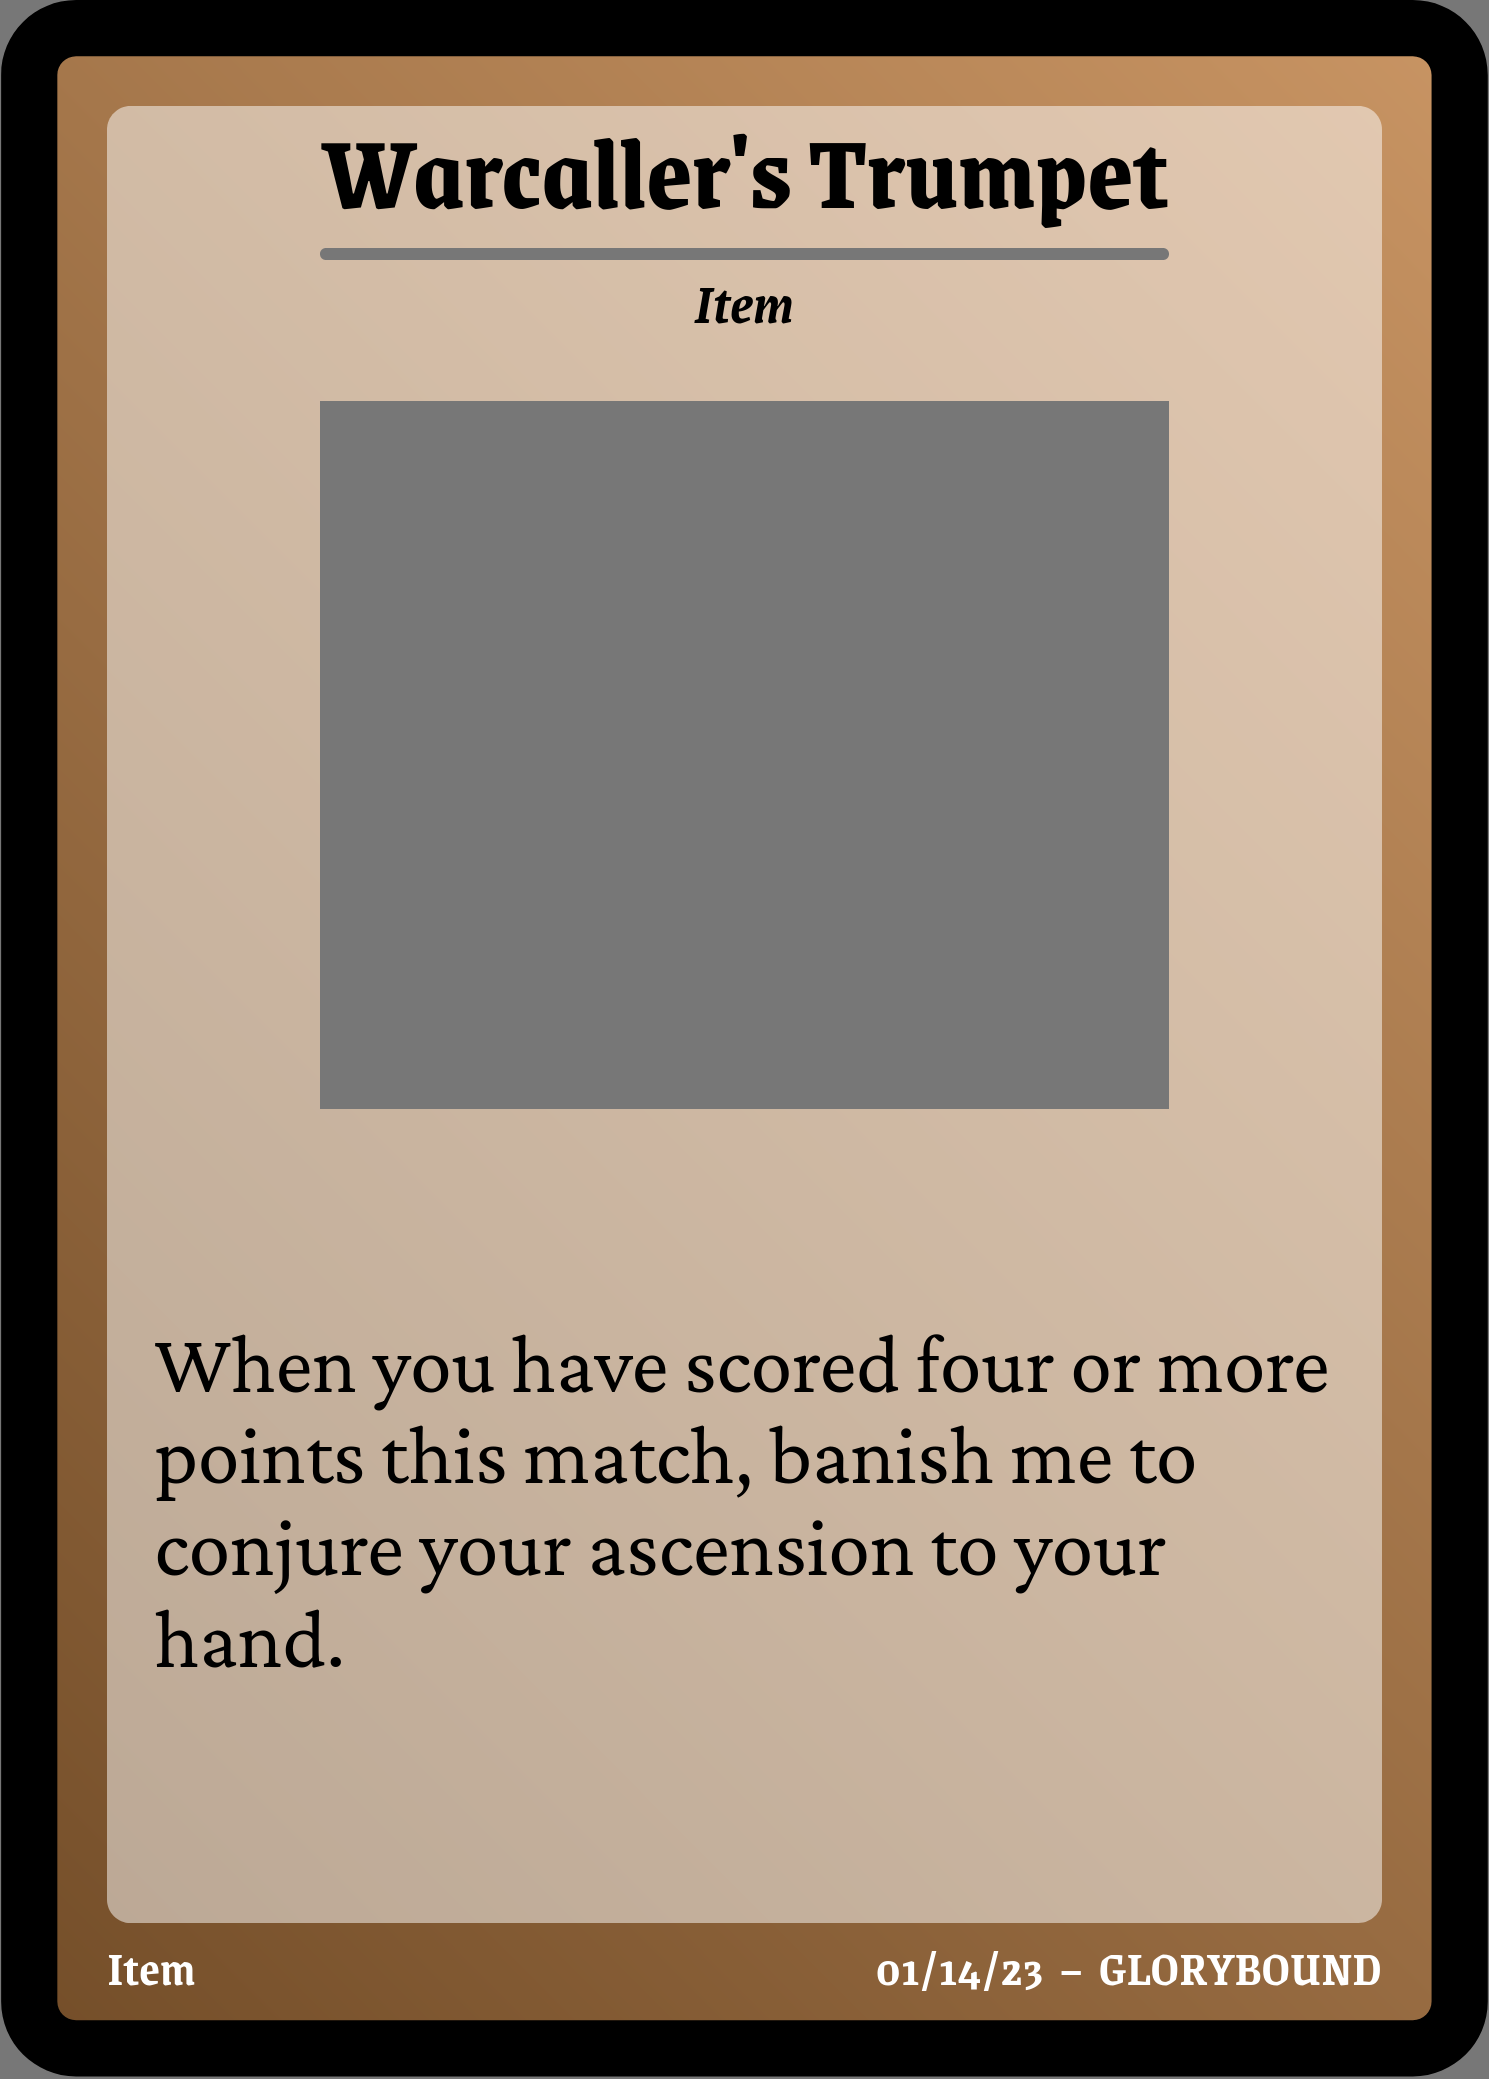 Warcaller's Trumpet
Item
When you have scored four or more
points this match, banish me to
conjure your ascension to your
hand.
Item
01/14/23 – GLORYBOUND